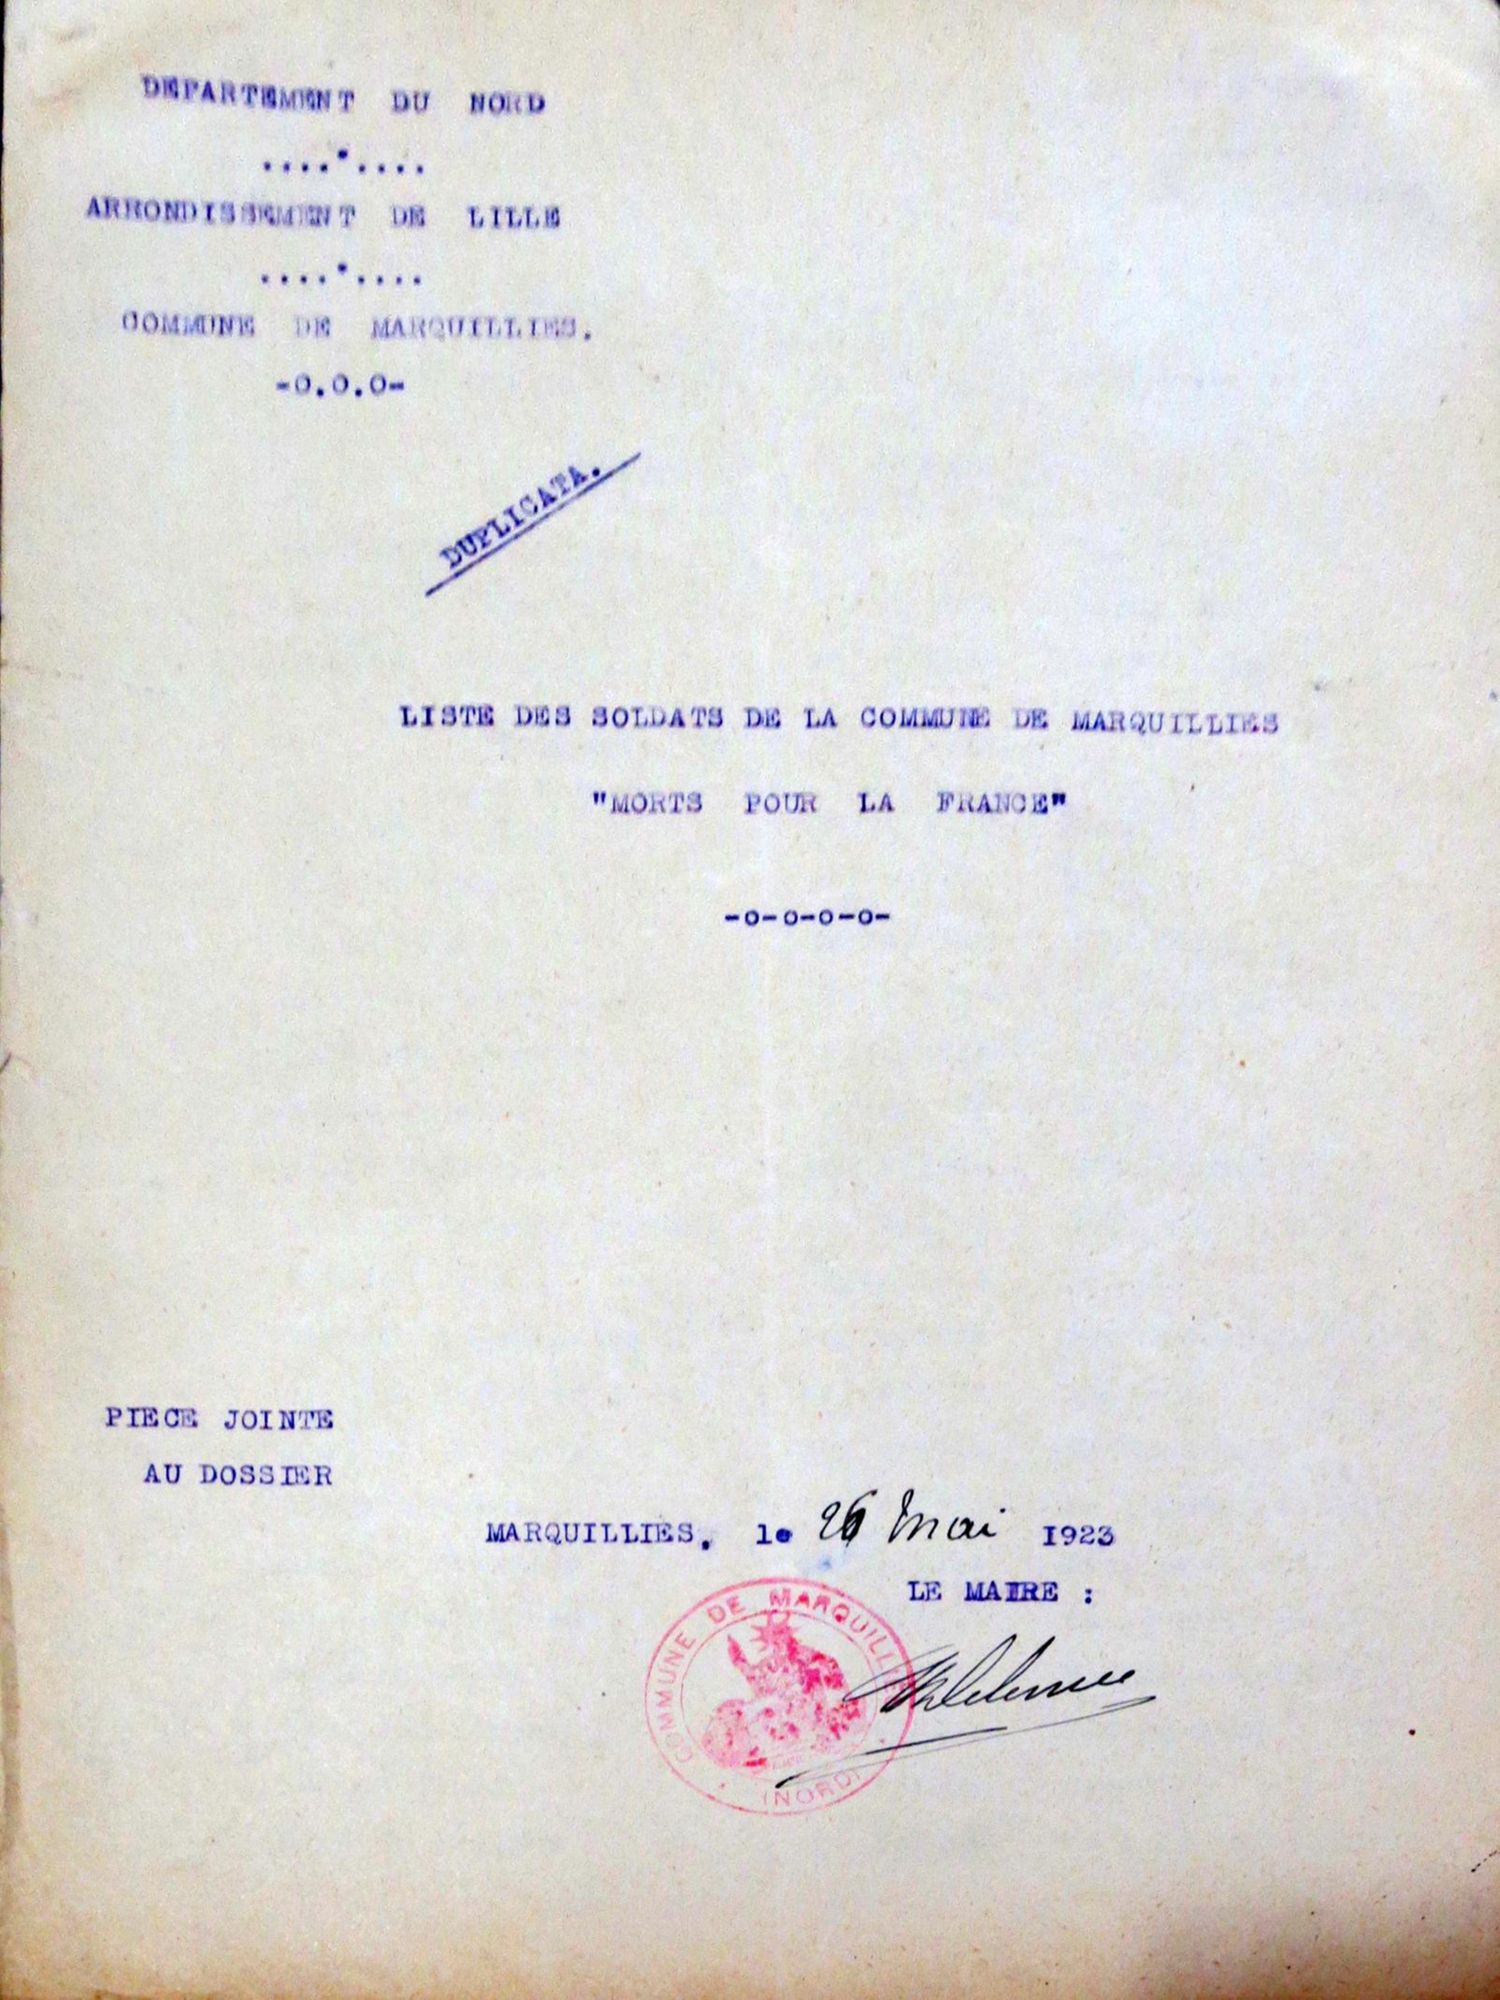 DEPARTEMENT DU NORD
....°....
ARRONDISSEMENT DE LILLE
....°....
COMMUNE DE MARQUILLIES.
-O.O.O-
DUPLICATA.
LISTE DES SOLDATS DE LA COMMUNE DE MARQUILLIES
"MORTS POUR LA FRANCE"
-o-o-o-o-
PIECE JOINTE
AU DOSSIER
MARQUILLIES, le 26 Mai 1923
LE MAIRE :
COMMUNE DE MARQUILLIES
(NORD)